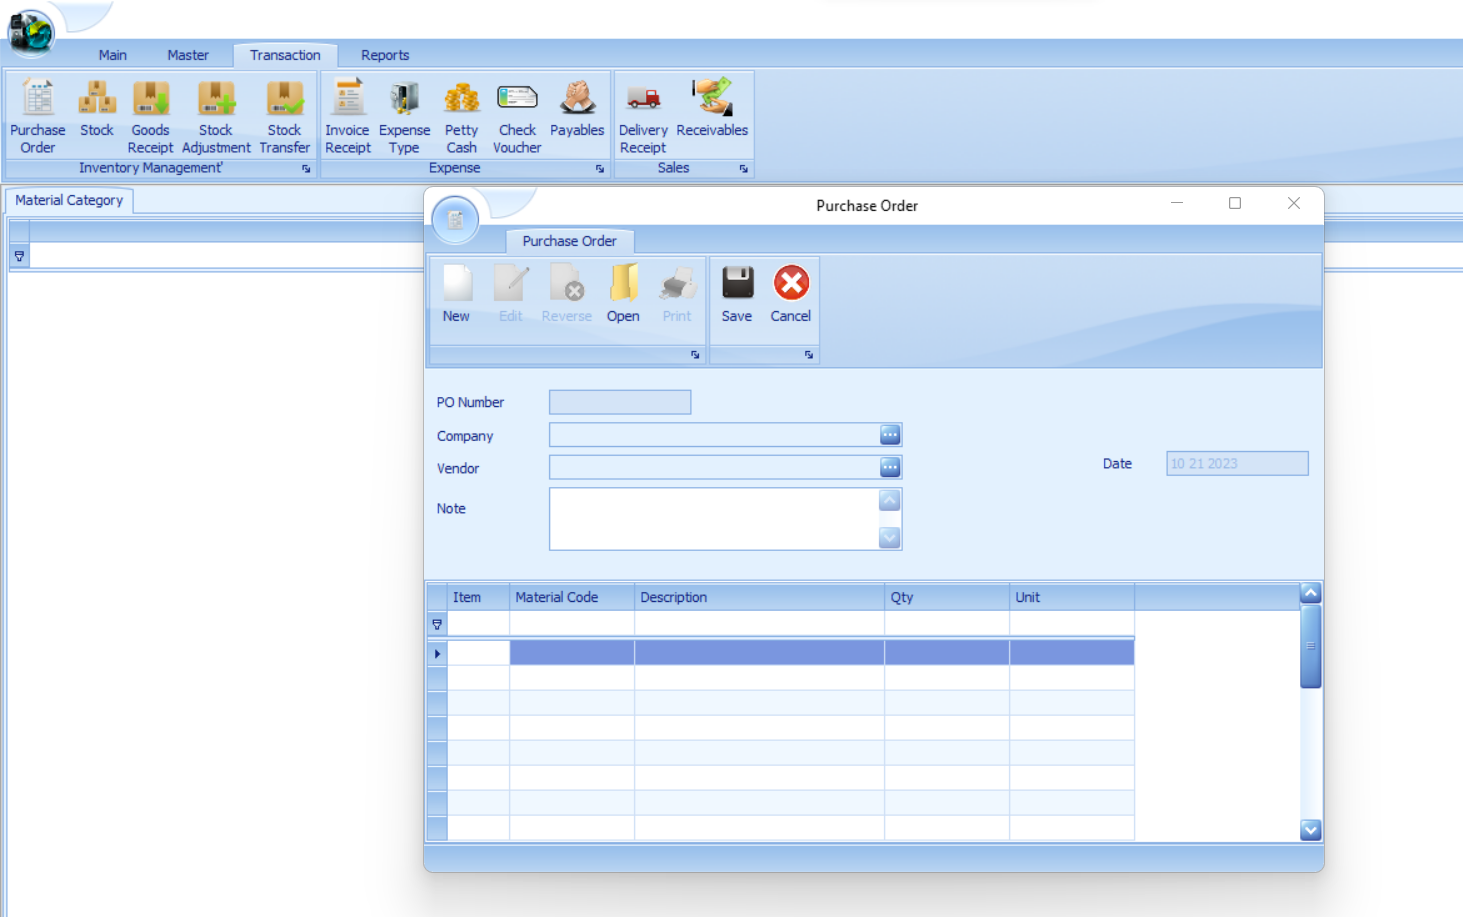 Main Master Transaction Reports
Purchase Order
Stock
Goods Receipt
Stock Adjustment
Stock Transfer
Inventory Management'
Invoice Receipt
Expense Type
Petty Cash
Check Voucher
Payables
Expense
Delivery Receipt
Receivables
Sales
Material Category
Purchase Order
Purchase Order
New Edit Reverse Open Print Save Cancel
PO Number
Company
Vendor
Date 10 21 2023
Note
Item Material Code Description Qty Unit